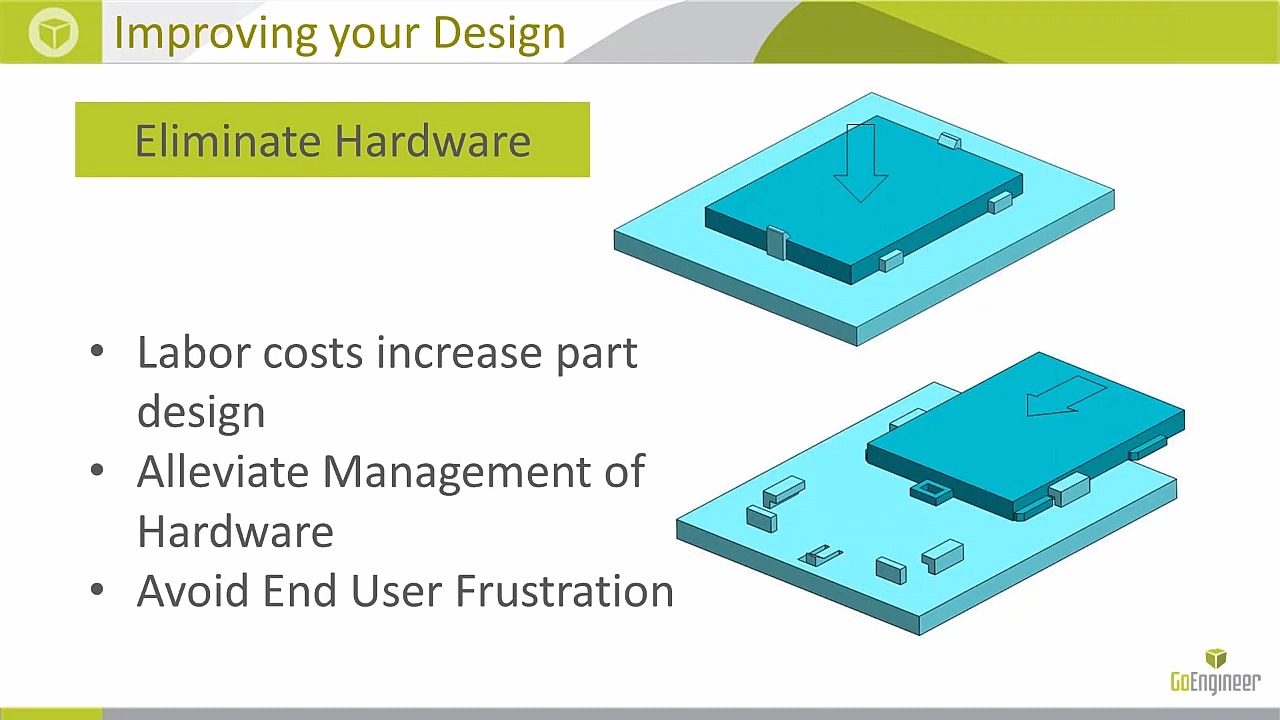 Improving your Design
Eliminate Hardware
• Labor costs increase part
design
• Alleviate Management of
Hardware
• Avoid End User Frustration
GoEngineer